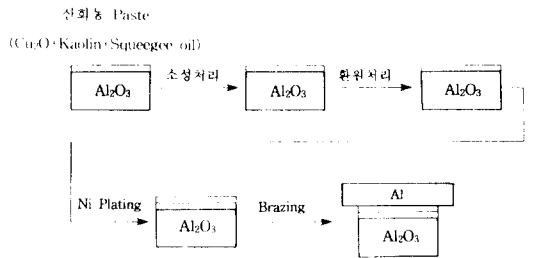 산화동 Paste
(Cu₂O+Kaolin+Squeegee oil)
소성처리
환원처리
Al₂O₃
Al₂O₃
Al₂O₃
Ni Plating
Brazing
Al
Al₂O₃
Al₂O₃